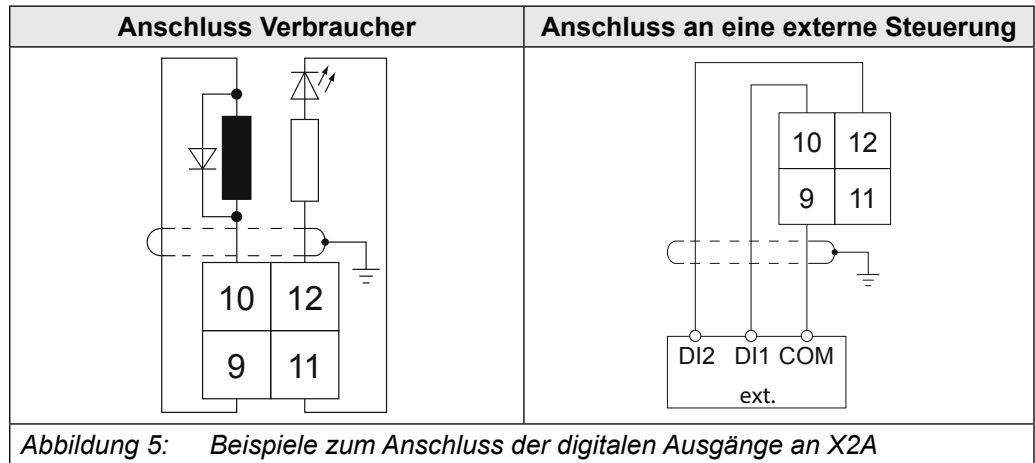 Anschluss Verbraucher
Anschluss an eine externe Steuerung
10 12
9 11
10 12
9 11
DI2 DI1 COM
ext.
Abbildung 5: Beispiele zum Anschluss der digitalen Ausgänge an X2A